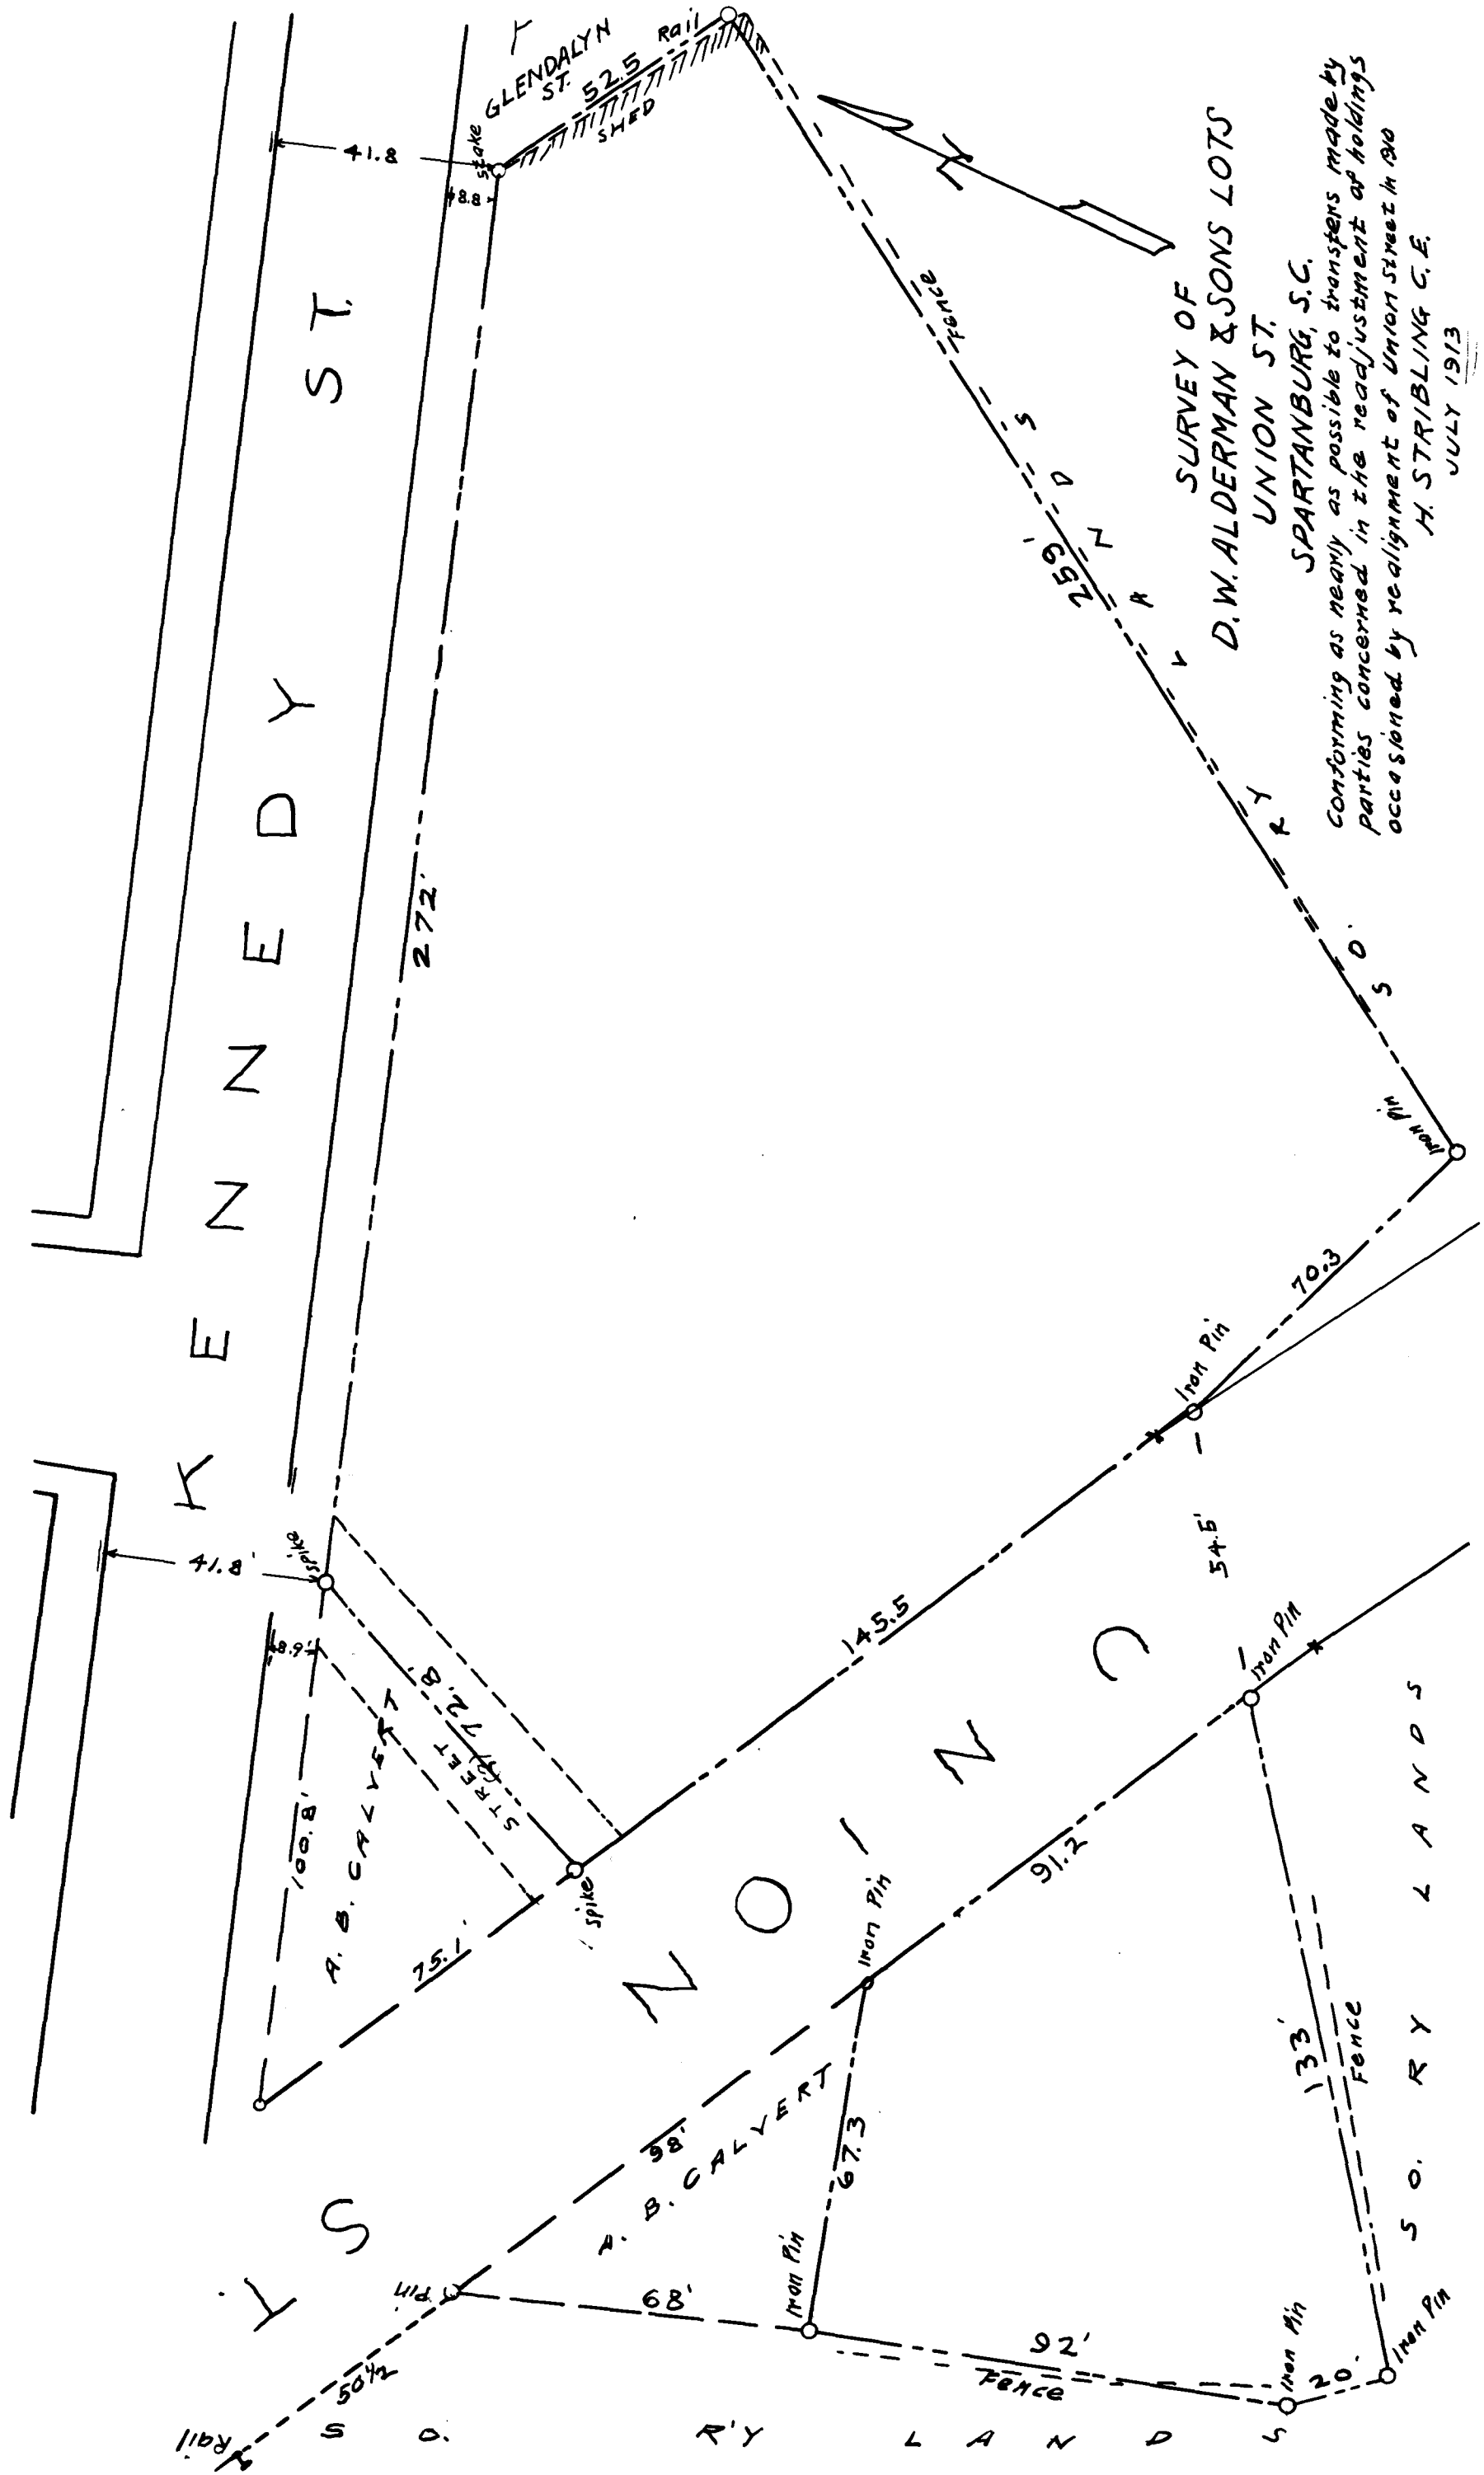 SURVEY OF
D.W. ALDERMAN & SONS LOTS
UNION ST.
SPARTANBURG, S.C.
Conforming as nearly as possible to transfers made by
parties concerned in the readjustment of holdings
occasioned by realignment of Union Street in 1910
H. STRIBLING C.E.
JULY 1913
KENNEDY ST.
GLENDALYN
ST.
52.5
Rail
SHED
stake
41.8
8.8
272'
Fence
259'
SO. RY LANDS
Iron Pin
70.3
Iron Pin
54.5'
145.5
spike
41.8'
8.9'
100.8'
A. B. CALVERT
STREET
72.8'
75.1'
spike
UNION ST
Iron Pin
91.2
Iron Pin
98'
A. B. CALVERT
67.3
Iron Pin
68'
Pin
50 1/2
Rail
92'
Fence
Iron Pin
20'
Iron Pin
133'
Fence
SO. RY LANDS
SO. R'Y LANDS
N